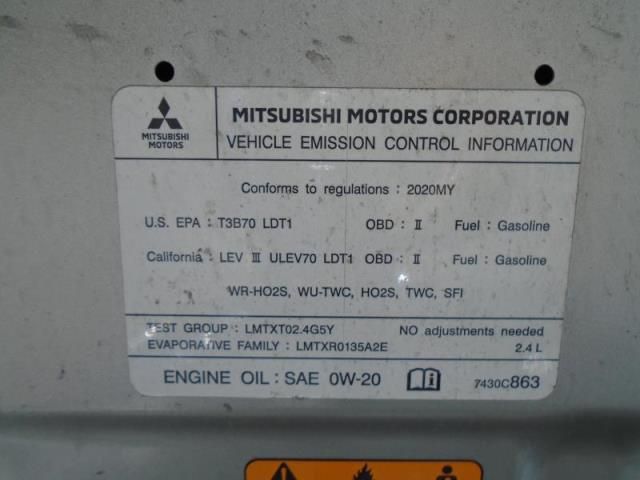 MITSUBISHI MOTORS
MITSUBISHI MOTORS CORPORATION
VEHICLE EMISSION CONTROL INFORMATION
Conforms to regulations : 2020MY
U.S. EPA : T3B70 LDT1 OBD : Ⅱ Fuel : Gasoline
California : LEV Ⅲ ULEV70 LDT1 OBD : Ⅱ Fuel : Gasoline
WR-HO2S, WU-TWC, HO2S, TWC, SFI
TEST GROUP : LMTXT02.4G5Y NO adjustments needed
EVAPORATIVE FAMILY : LMTXR0135A2E 2.4 L
ENGINE OIL : SAE 0W-20 7430C863